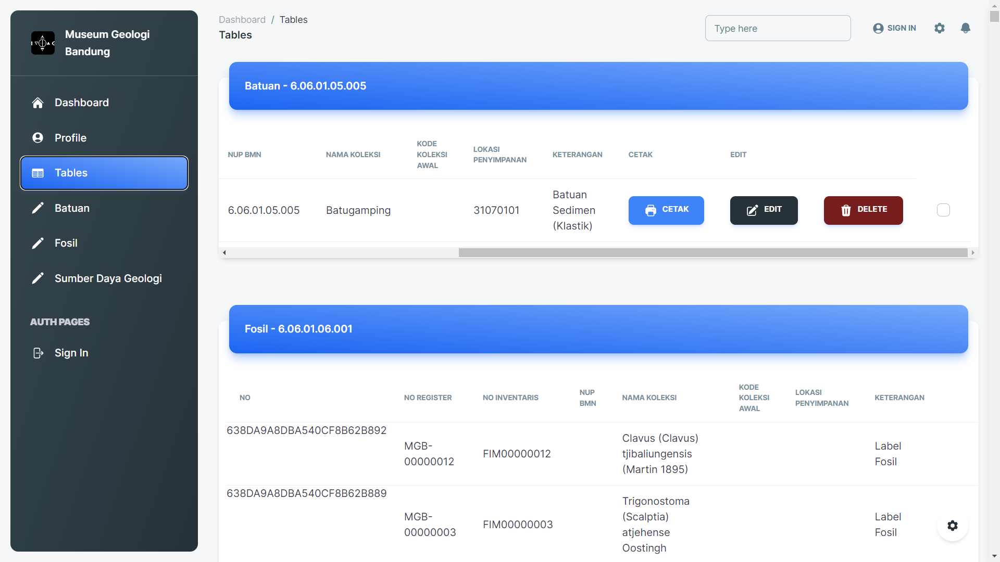 Museum Geologi
Bandung
Dashboard
Profile
Tables
Batuan
Fosil
Sumber Daya Geologi
AUTH PAGES
Sign In
Dashboard / Tables
Tables
Type here
SIGN IN
Batuan - 6.06.01.05.005
NUP BMN
NAMA KOLEKSI
KODE
KOLEKSI
AWAL
LOKASI
PENYIMPANAN
KETERANGAN
CETAK
EDIT
6.06.01.05.005
Batugamping
31070101
Batuan
Sedimen
(Klastik)
CETAK
EDIT
DELETE
Fosil - 6.06.01.06.001
NO
NO REGISTER
NO INVENTARIS
NUP
BMN
NAMA KOLEKSI
KODE
KOLEKSI
AWAL
LOKASI
PENYIMPANAN
KETERANGAN
638DA9A8DBA540CF8B62B892
MGB-
00000012
FIM00000012
Clavus (Clavus)
tjibaliungensis
(Martin 1895)
Label
Fosil
638DA9A8DBA540CF8B62B889
MGB-
00000003
FIM00000003
Trigonostoma
(Scalptia)
atjehense
Oostingh
Label
Fosil